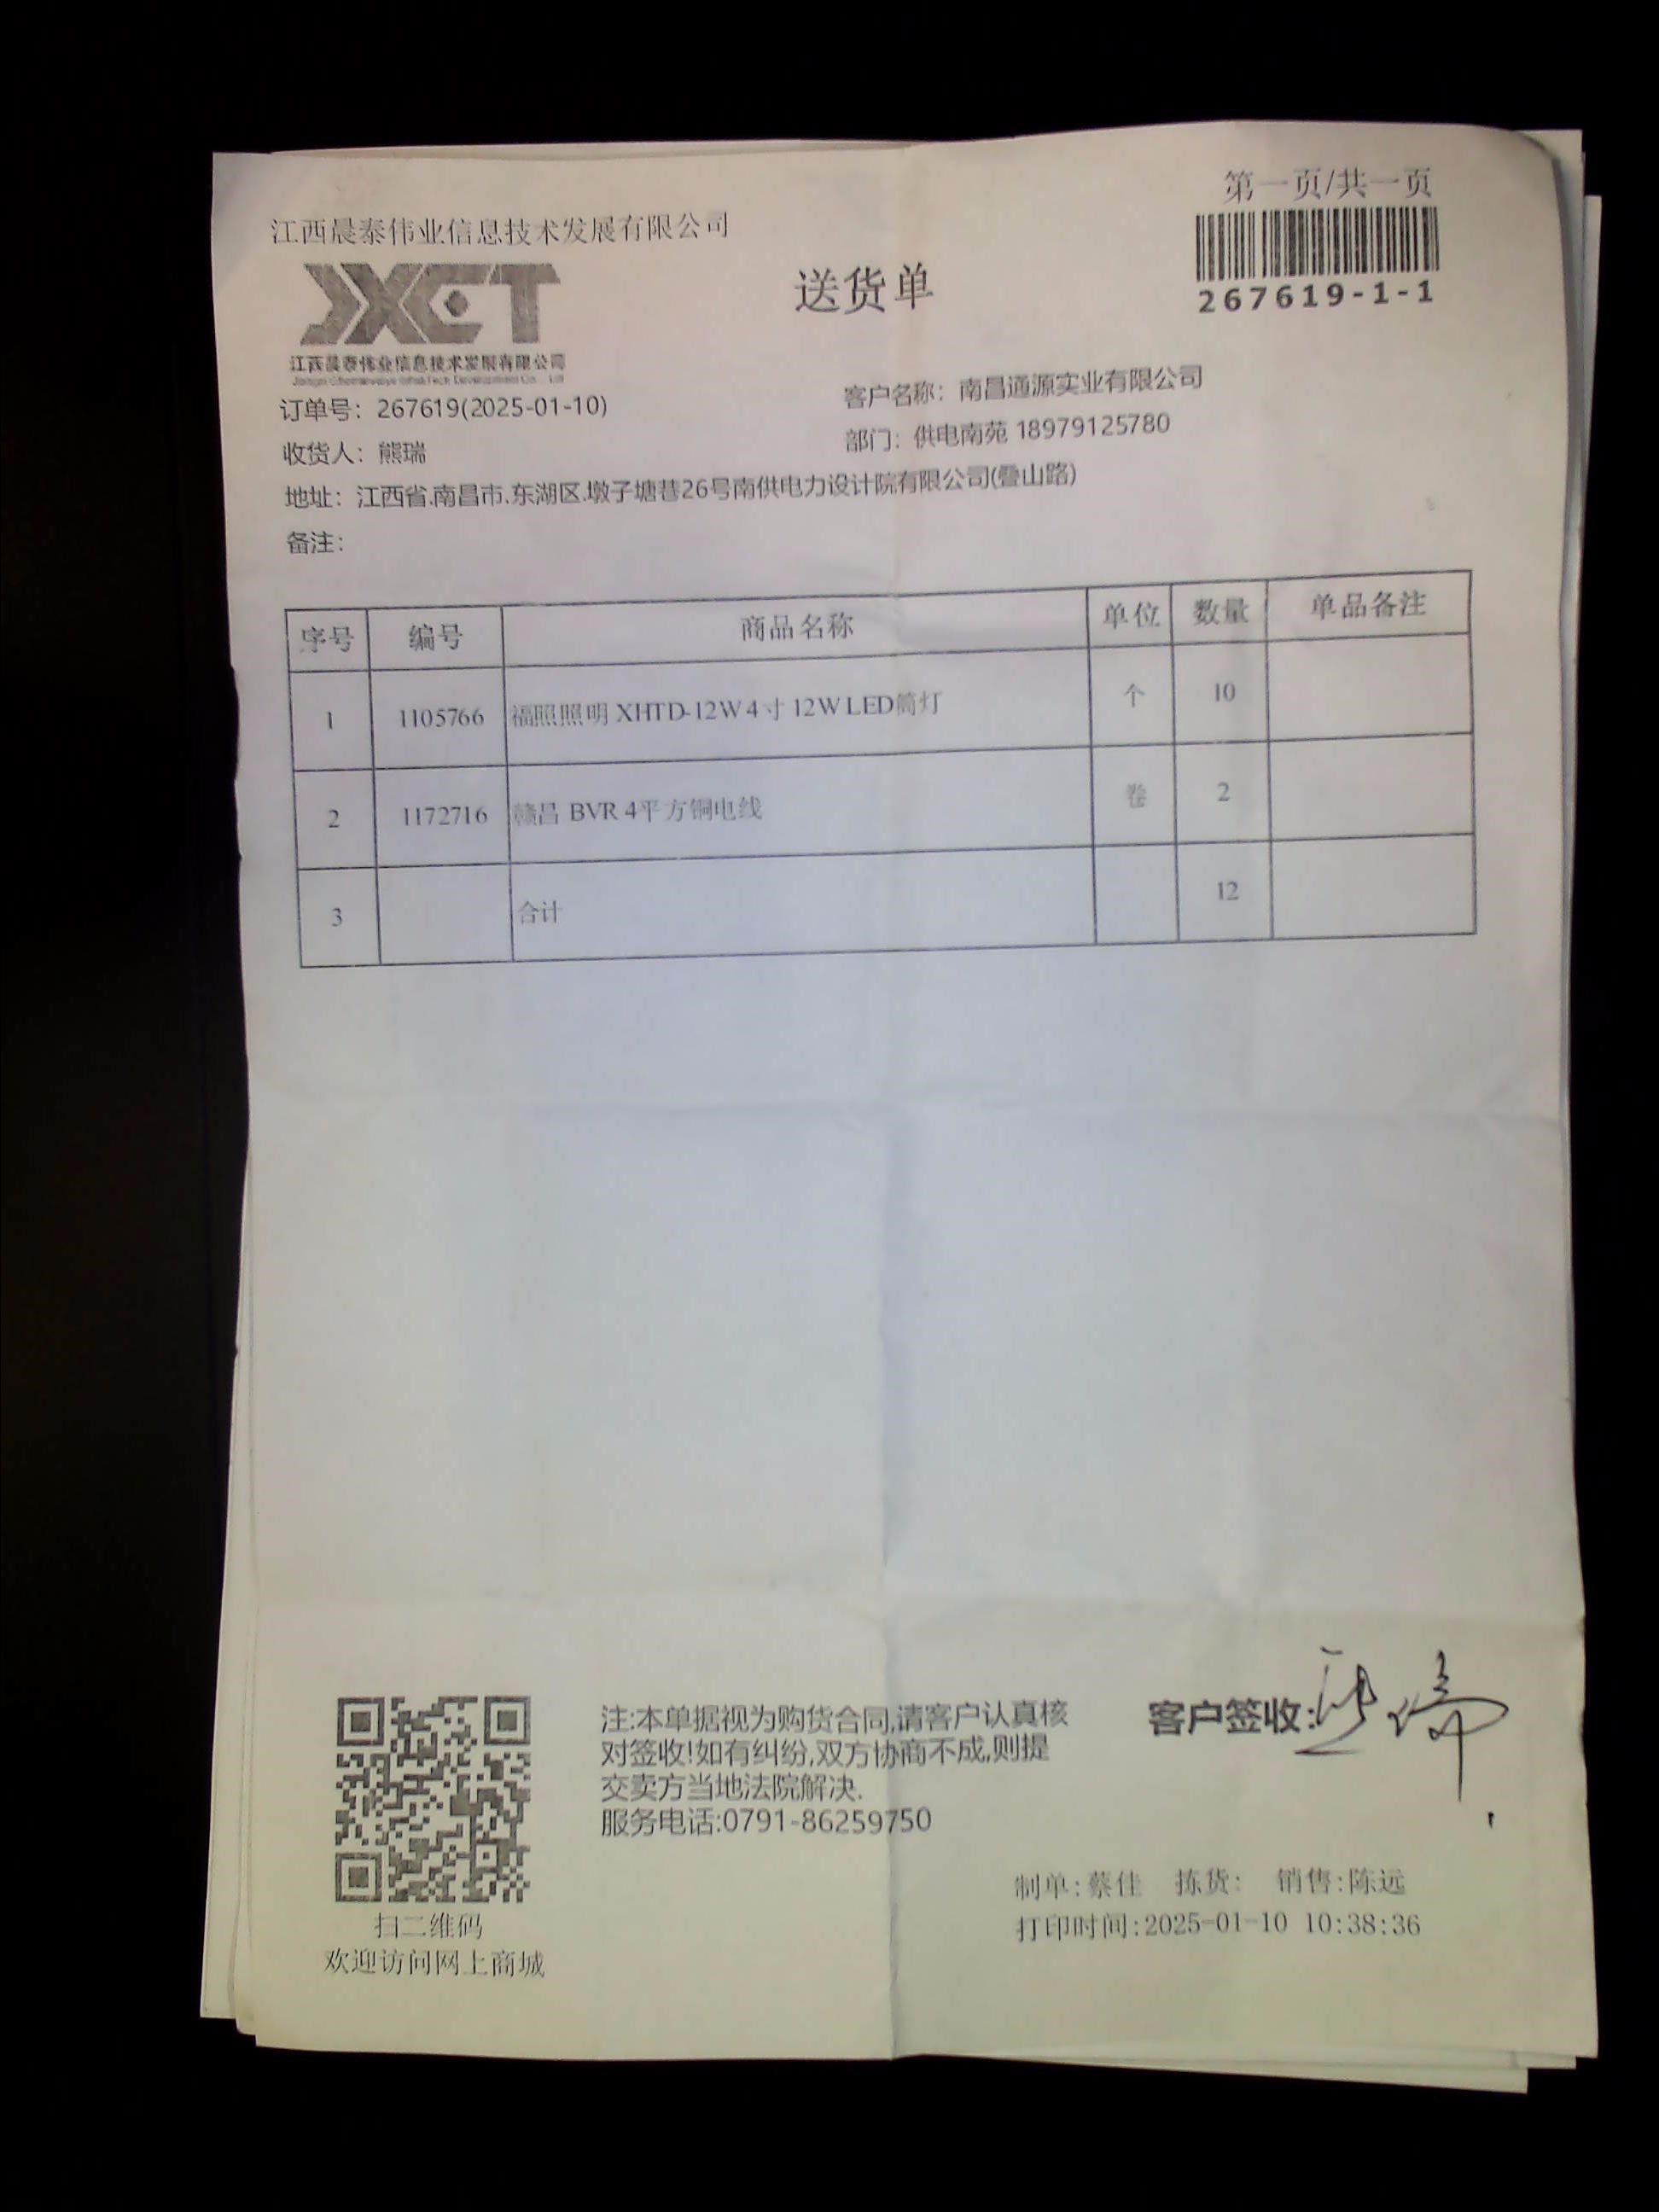 第一页/共一页
江西晨泰伟业信息技术发展有限公司
267619-1-1
送货单
JXCT
江西晨泰伟业信息技术发展有限公司
订单号: 267619(2025-01-10)
客户名称: 南昌通源实业有限公司
收货人: 熊瑞
部门: 供电南苑 18979125780
地址: 江西省.南昌市.东湖区.墩子塘巷26号南供电力设计院有限公司(叠山路)
备注:
序号 编号 商品名称 单位 数量 单品备注
1 1105766 福照照明 XHTD-12W 4寸 12W LED筒灯 个 10
2 1172716 赣昌 BVR 4平方铜电线 卷 2
3 合计 12
注:本单据视为购货合同,请客户认真核
对签收!如有纠纷,双方协商不成,则提
交卖方当地法院解决.
服务电话:0791-86259750
客户签收:
扫二维码
欢迎访问网上商城
制单:蔡佳 拣货: 销售:陈远
打印时间:2025-01-10 10:38:36